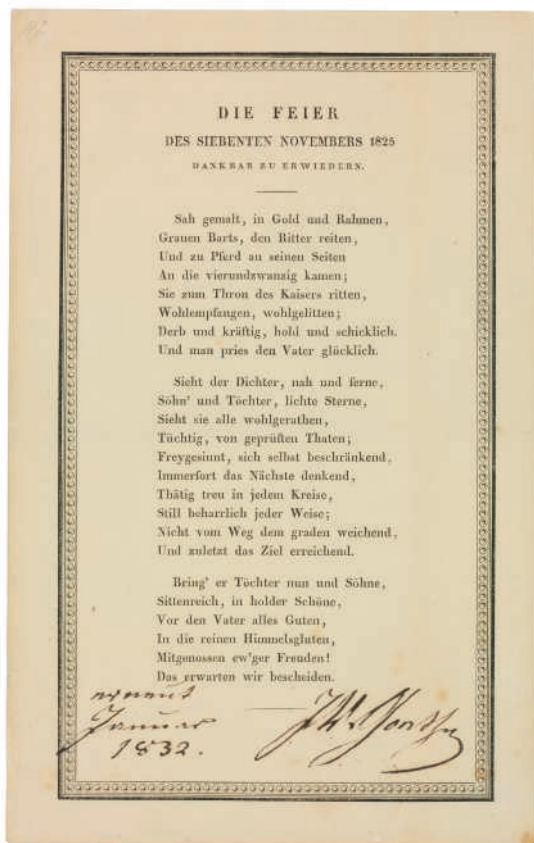 DIE FEIER
DES SIEBENTEN NOVEMBERS 1825
DANKBAR ZU ERWIEDERN.
Sah gemalt, in Gold und Rahmen,
Grauen Barts, den Ritter reiten,
Und zu Pferd an seinen Seiten
An die vierundzwanzig kamen;
Sie zum Thron des Kaisers ritten,
Wohlempfangen, wohlgelitten;
Derb und kräftig, hold und schicklich.
Und man pries den Vater glücklich.
Sieht der Dichter, nah und ferne,
Söhn' und Töchter, lichte Sterne,
Sieht sie alle wohlgerathen,
Tüchtig, von geprüften Thaten;
Freygesinnt, sich selbst beschränkend,
Immerfort das Nächste denkend,
Thätig treu in jedem Kreise,
Still beharrlich jeder Weise;
Nicht vom Weg dem graden weichend,
Und zuletzt das Ziel erreichend.
Bring' er Töchter nun und Söhne,
Sittenreich, in holder Schöne,
Vor den Vater alles Guten,
In die reinen Himmelsgluten,
Mitgenossen ew'ger Freuden!
Das erwarten wir bescheiden.
erneut
Januar
1832.
JW. Goethe